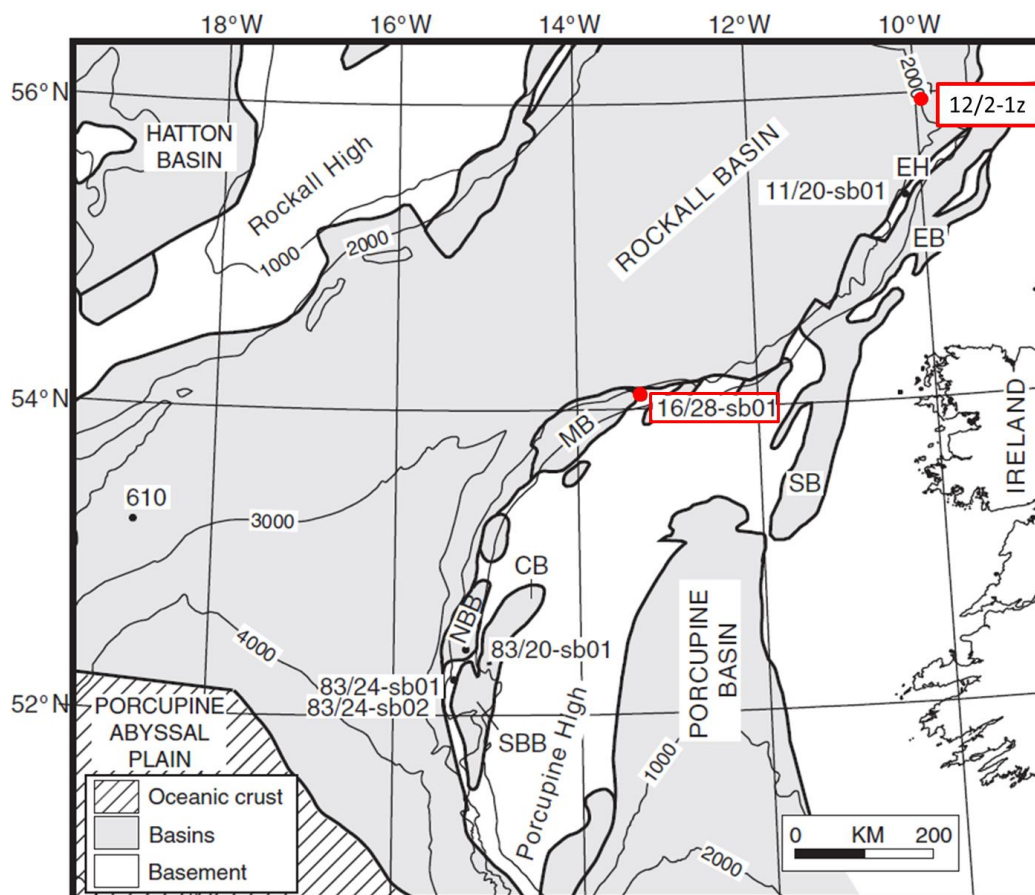 18°W
16°W
14°W
12°W
10°W
56°N
54°N
52°N
2000
12/2-1z
HATTON
BASIN
Rockall High
ROCKALL BASIN
EH
11/20-sb01
1000
2000
EB
16/28-sb01
MB
IRELAND
SB
610
3000
CB
NBB
PORCUPINE
BASIN
4000
83/20-sb01
83/24-sb01
83/24-sb02
SBB
PORCUPINE
ABYSSAL
PLAIN
Porcupine High
1000
2000
Oceanic crust
Basins
Basement
0 KM 200